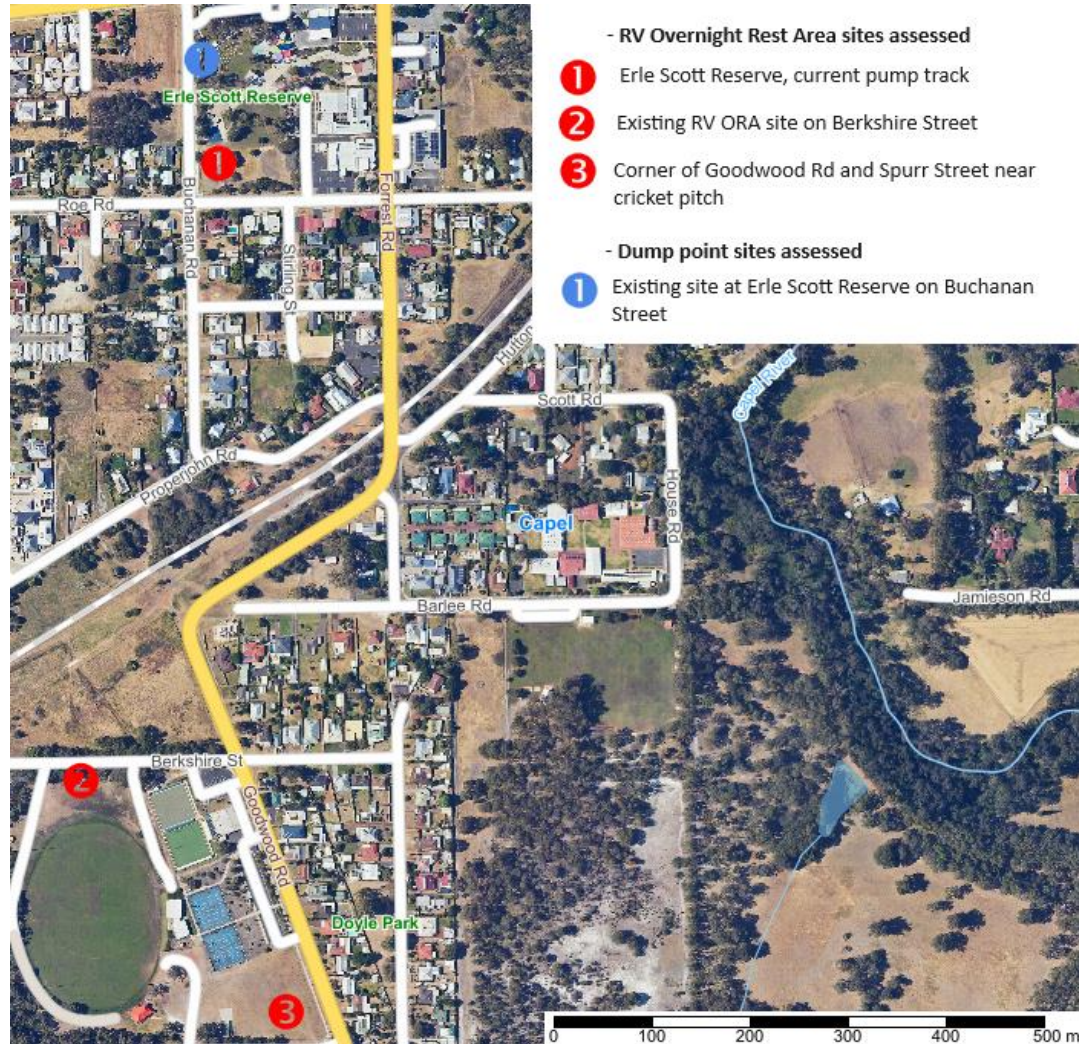 - RV Overnight Rest Area sites assessed
1 Erle Scott Reserve, current pump track
2 Existing RV ORA site on Berkshire Street
3 Corner of Goodwood Rd and Spurr Street near
cricket pitch
- Dump point sites assessed
1 Existing site at Erle Scott Reserve on Buchanan
Street
1
Erle Scott Reserve
1
Buchanan Rd
Forrest Rd
Roe Rd
Stirling St
Hutton
Properjohn Rd
Scott Rd
Capel River
House Rd
Capel
Barlee Rd
Jamieson Rd
Berkshire St
2
Goodwood Rd
Doyle Park
3
0 100 200 300 400 500 m